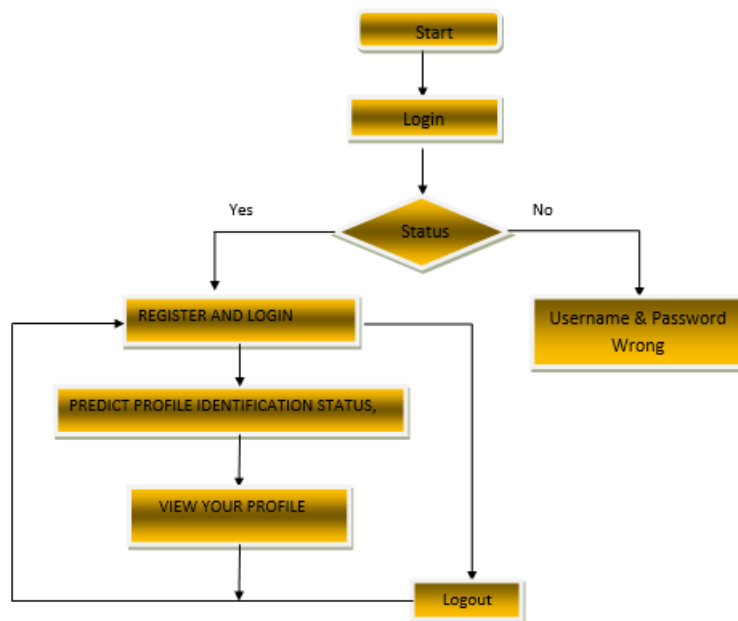 Start
Login
Yes
No
Status
REGISTER AND LOGIN
Username & Password
Wrong
PREDICT PROFILE IDENTIFICATION STATUS,
VIEW YOUR PROFILE
Logout